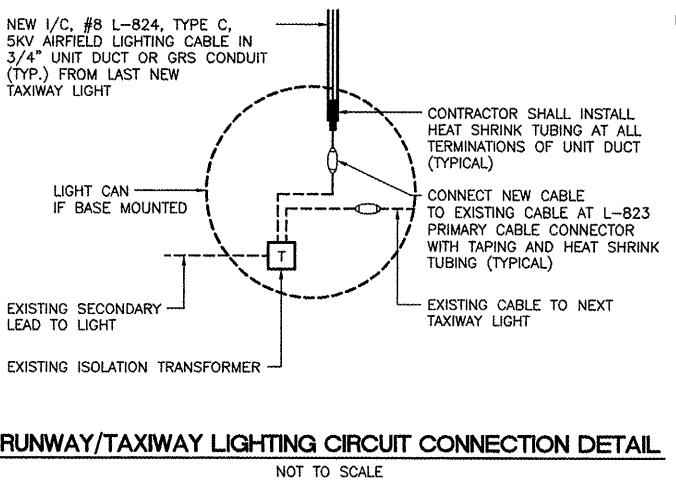 NEW I/C, #8 L-824, TYPE C,
5KV AIRFIELD LIGHTING CABLE IN
3/4" UNIT DUCT OR GRS CONDUIT
(TYP.) FROM LAST NEW
TAXIWAY LIGHT
CONTRACTOR SHALL INSTALL
HEAT SHRINK TUBING AT ALL
TERMINATIONS OF UNIT DUCT
(TYPICAL)
LIGHT CAN
IF BASE MOUNTED
CONNECT NEW CABLE
TO EXISTING CABLE AT L-823
PRIMARY CABLE CONNECTOR
WITH TAPING AND HEAT SHRINK
TUBING (TYPICAL)
T
EXISTING SECONDARY
LEAD TO LIGHT
EXISTING CABLE TO NEXT
TAXIWAY LIGHT
EXISTING ISOLATION TRANSFORMER
RUNWAY/TAXIWAY LIGHTING CIRCUIT CONNECTION DETAIL
NOT TO SCALE